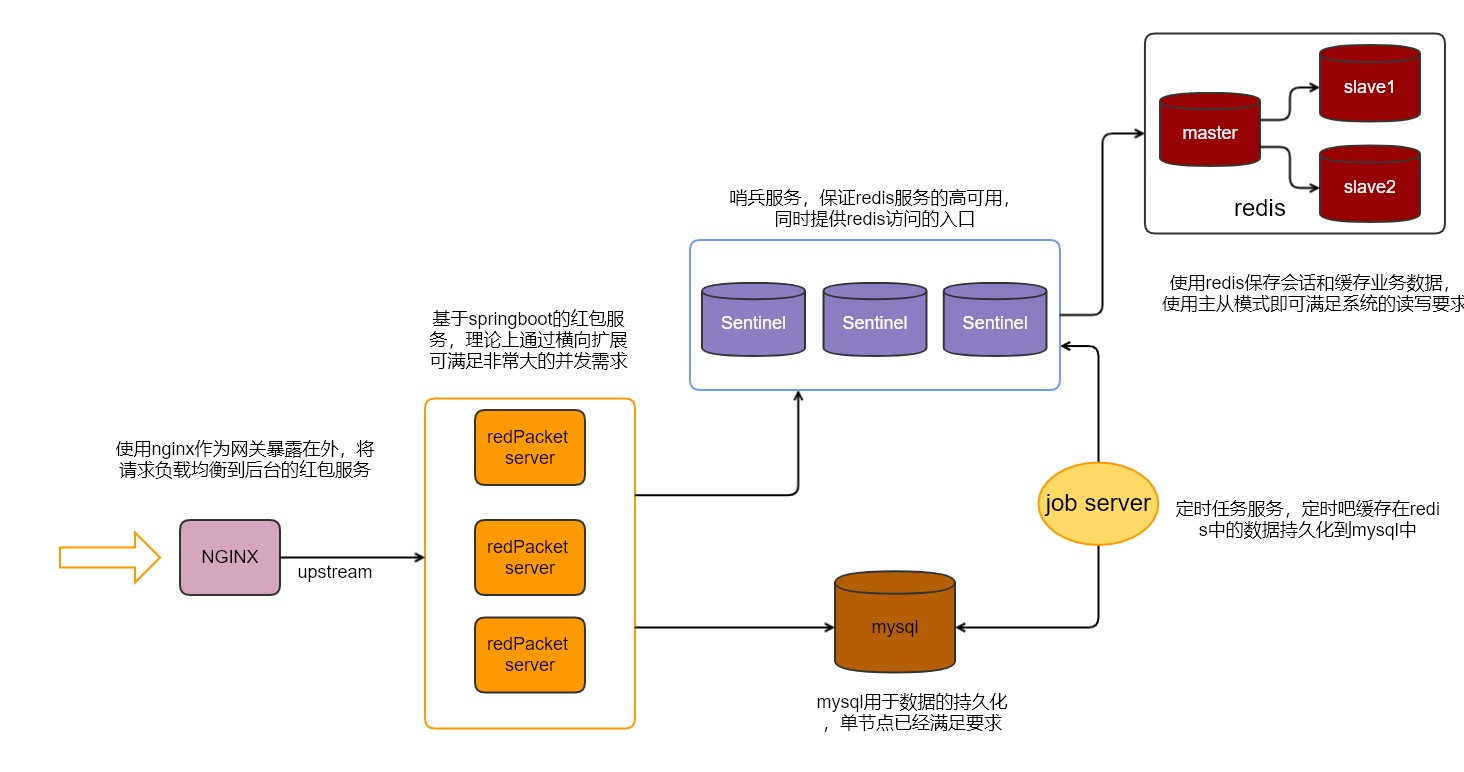 slave1
master
slave2
redis
哨兵服务，保证redis服务的高可用，
同时提供redis访问的入口
Sentinel
Sentinel
Sentinel
使用redis保存会话和缓存业务数据，
使用主从模式即可满足系统的读写要求
基于springboot的红包服
务，理论上通过横向扩展
可满足非常大的并发需求
redPacket
server
redPacket
server
redPacket
server
使用nginx作为网关暴露在外，将
请求负载均衡到后台的红包服务
NGINX
upstream
job server
定时任务服务，定时吧缓存在redi
s中的数据持久化到mysql中
mysql
mysql用于数据的持久化
，单节点已经满足要求